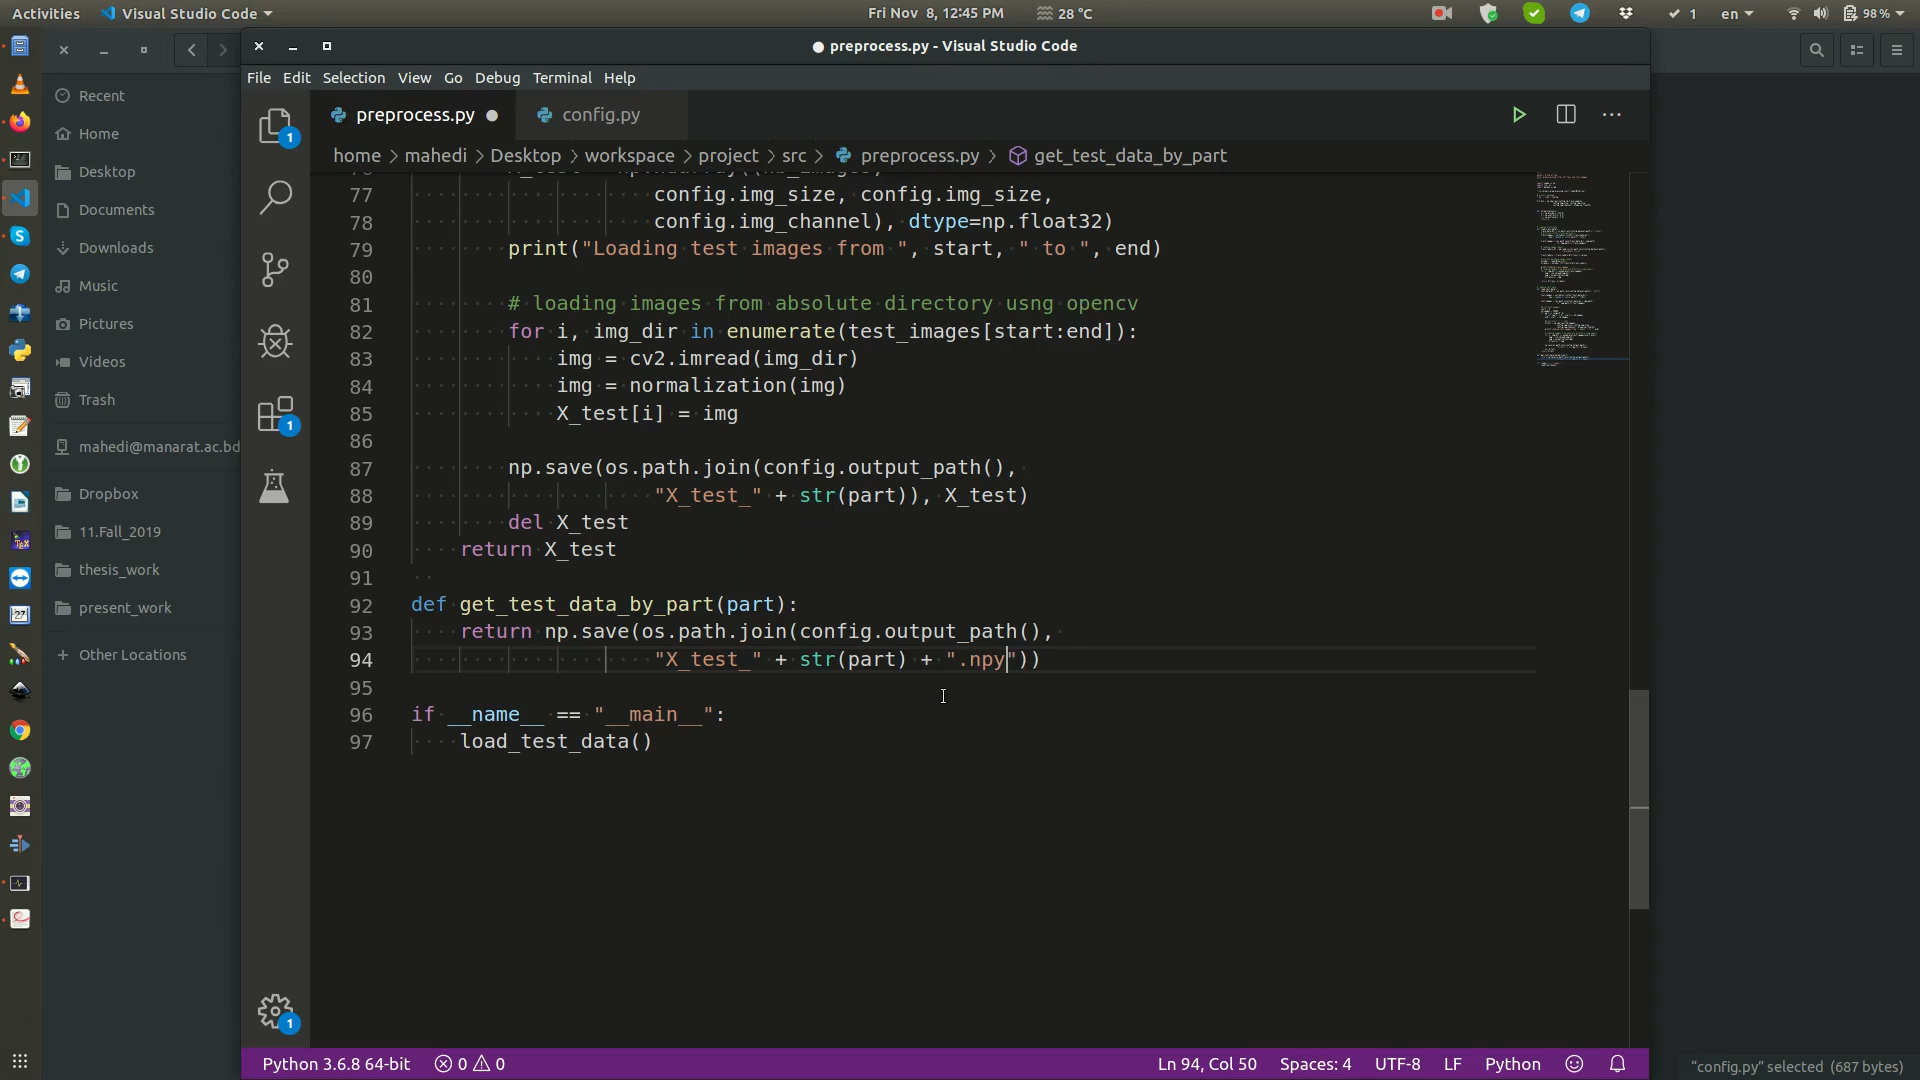 Activities
Visual Studio Code
Fri Nov 8, 12:45 PM
28 °C
1
en
98%
preprocess.py - Visual Studio Code
File Edit Selection View Go Debug Terminal Help
preprocess.py
config.py
home > mahedi > Desktop > workspace > project > src > preprocess.py > get_test_data_by_part
Recent
Home
Desktop
Documents
Downloads
Music
Pictures
Videos
Trash
mahedi@manarat.ac.bd
Dropbox
11.Fall_2019
thesis_work
present_work
+ Other Locations
1
1
1
77 config.img_size, config.img_size,
78 config.img_channel), dtype=np.float32)
79 print("Loading test images from ", start, " to ", end)
80
81 # loading images from absolute directory usng opencv
82 for i, img_dir in enumerate(test_images[start:end]):
83 img = cv2.imread(img_dir)
84 img = normalization(img)
85 X_test[i] = img
86
87 np.save(os.path.join(config.output_path(),
88 "X_test_" + str(part)), X_test)
89 del X_test
90 return X_test
91
92 def get_test_data_by_part(part):
93 return np.save(os.path.join(config.output_path(),
94 "X_test_" + str(part) + ".npy"))
95
96 if __name__ == "__main__":
97 load_test_data()
Python 3.6.8 64-bit
0
0
Ln 94, Col 50
Spaces: 4
UTF-8
LF
Python
"config.py" selected (687 bytes)